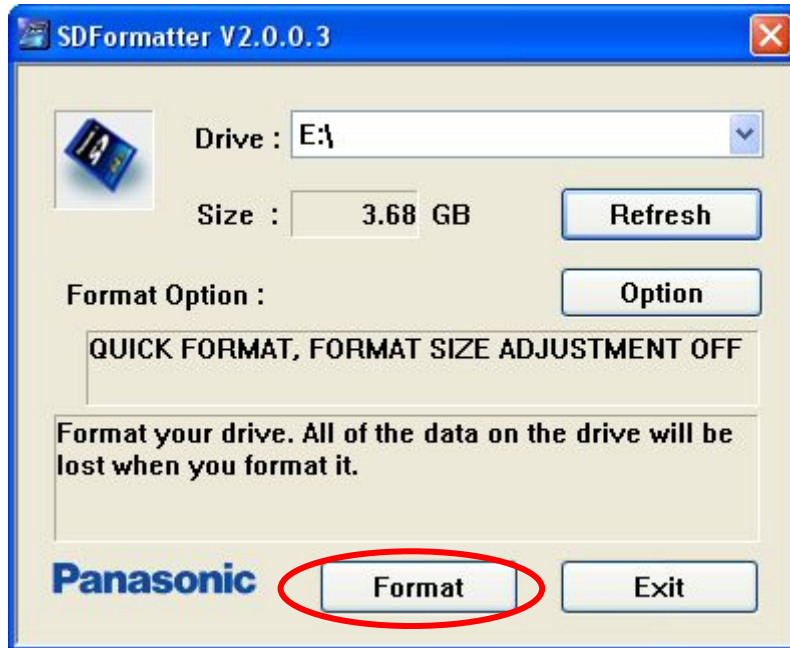 SDFormatter V2.0.0.3
Drive : E:\
Size : 3.68 GB Refresh
Format Option : Option
QUICK FORMAT, FORMAT SIZE ADJUSTMENT OFF
Format your drive. All of the data on the drive will be
lost when you format it.
Panasonic Format Exit